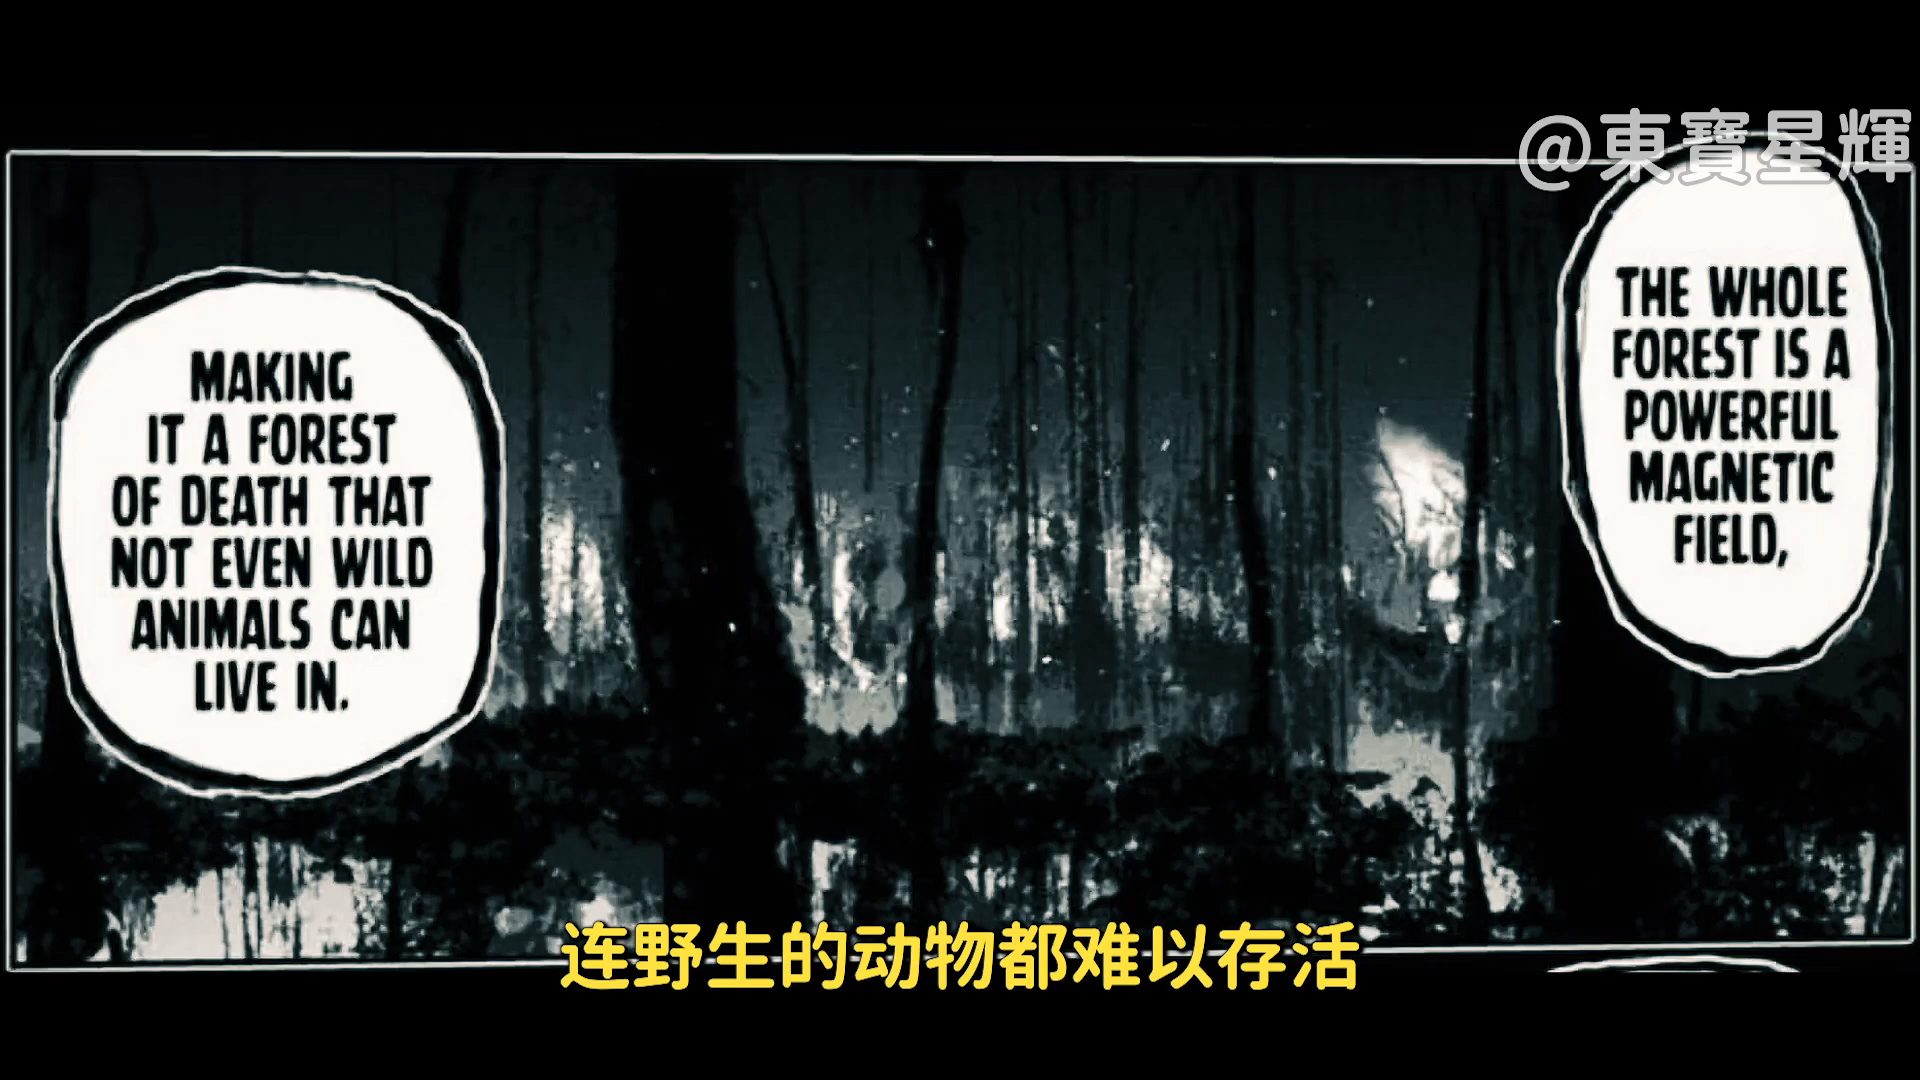 @東寶星輝
THE WHOLE
FOREST IS A
POWERFUL
MAGNETIC
FIELD,
MAKING
IT A FOREST
OF DEATH THAT
NOT EVEN WILD
ANIMALS CAN
LIVE IN.
连野生的动物都难以存活